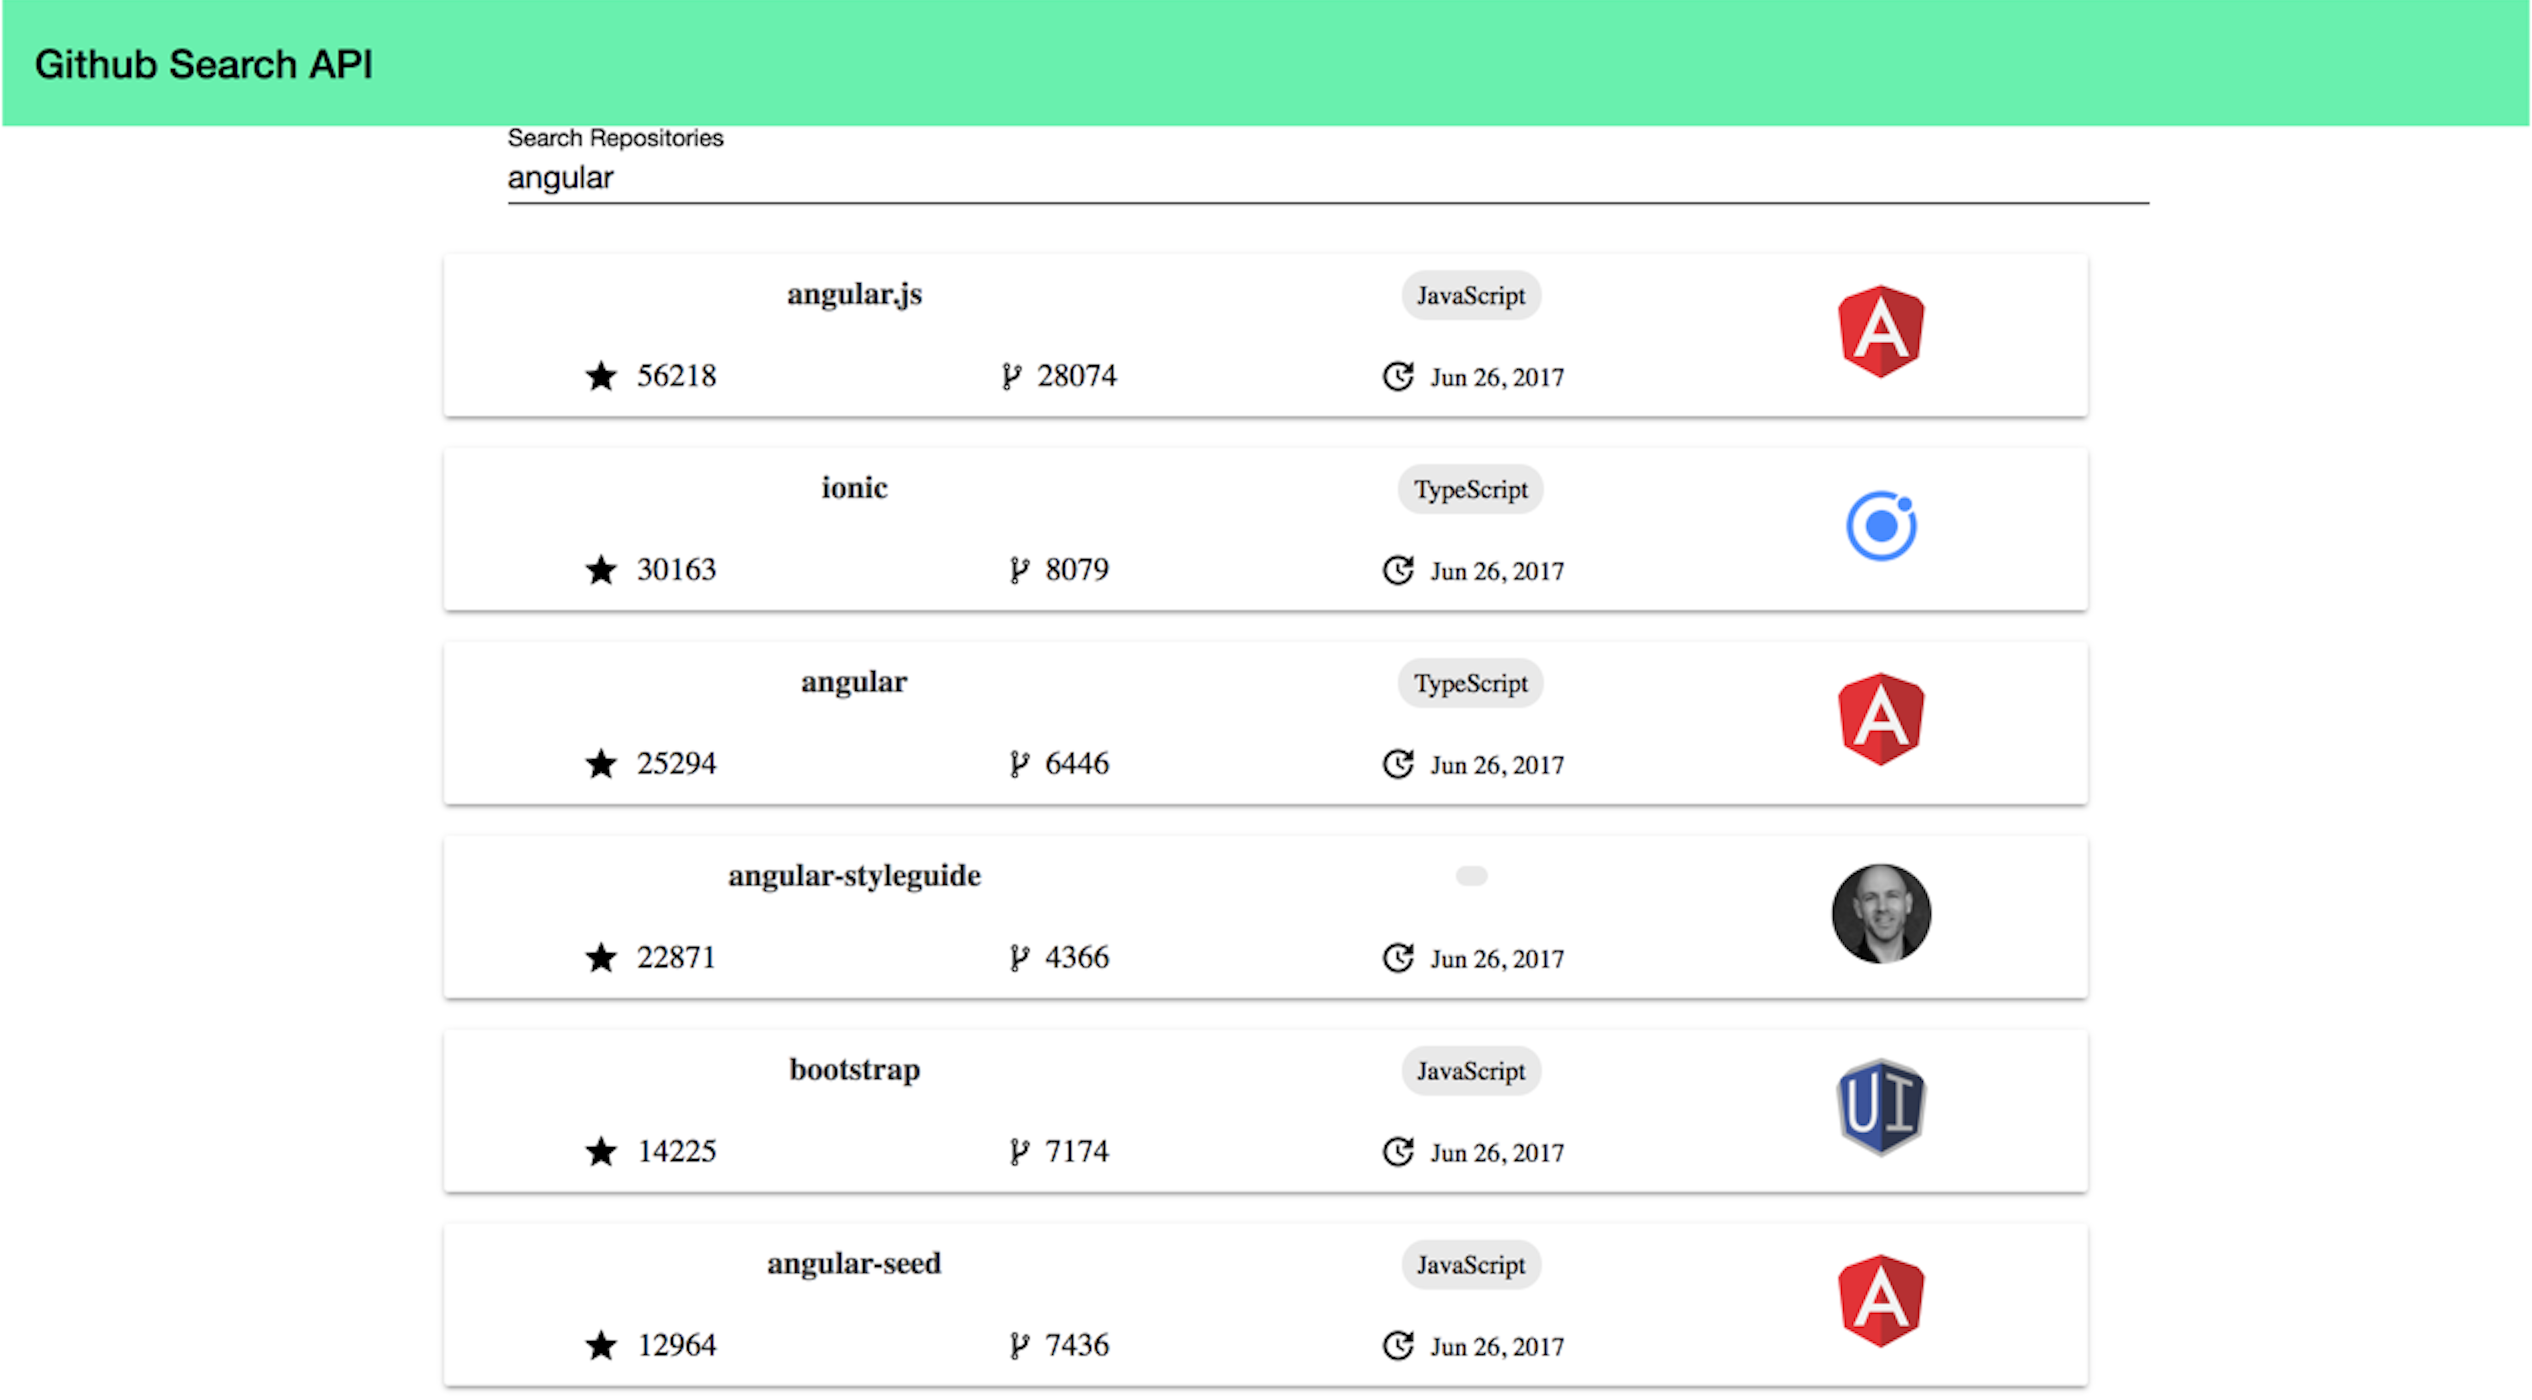 Github Search API
Search Repositories
angular
angular.js JavaScript
56218 28074 Jun 26, 2017
ionic TypeScript
30163 8079 Jun 26, 2017
angular TypeScript
25294 6446 Jun 26, 2017
angular-styleguide
22871 4366 Jun 26, 2017
bootstrap JavaScript
14225 7174 Jun 26, 2017
angular-seed JavaScript
12964 7436 Jun 26, 2017
A
A
UI
A